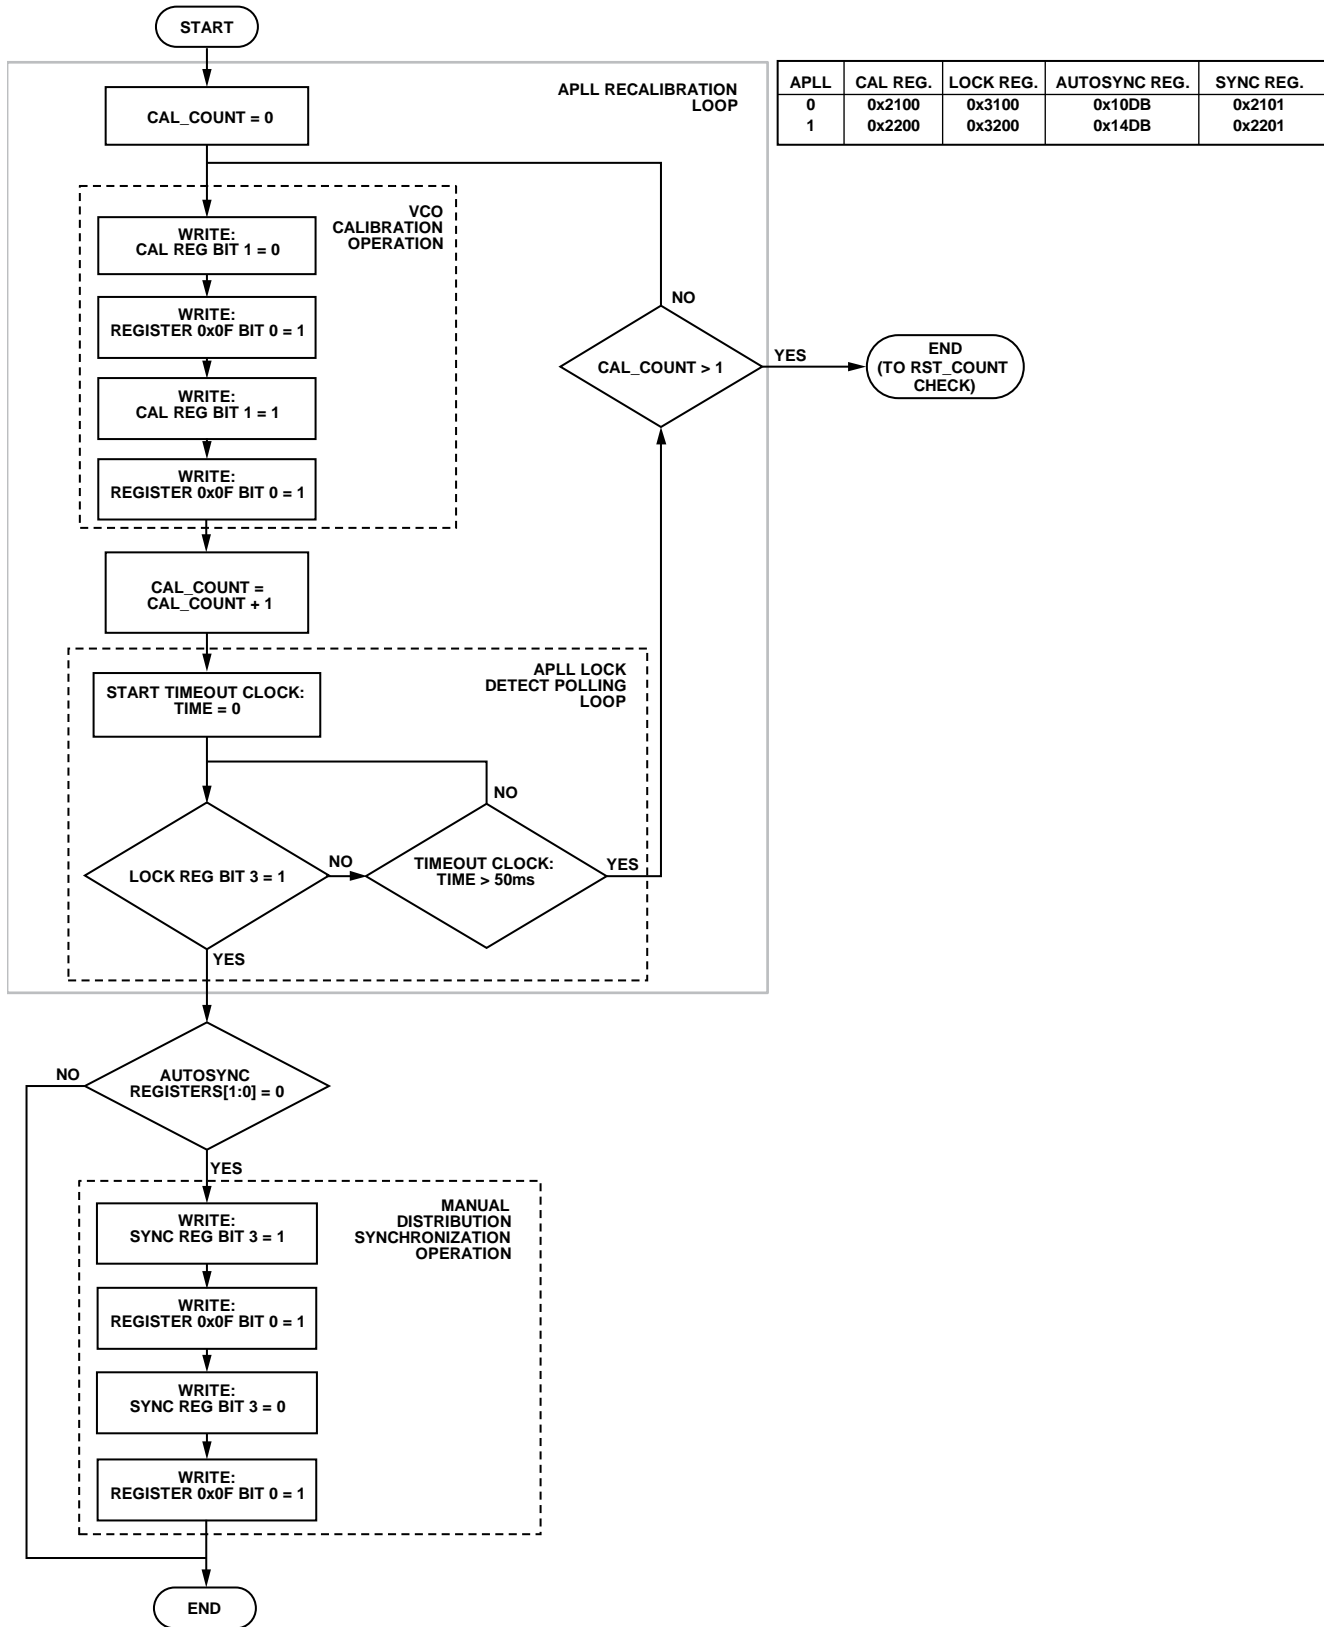 START
APLL RECALIBRATION
LOOP
APLL CAL REG. LOCK REG. AUTOSYNC REG. SYNC REG.
0 0x2100 0x3100 0x10DB 0x2101
1 0x2200 0x3200 0x14DB 0x2201
CAL_COUNT = 0
VCO
CALIBRATION
OPERATION
WRITE:
CAL REG BIT 1 = 0
WRITE:
REGISTER 0x0F BIT 0 = 1
WRITE:
CAL REG BIT 1 = 1
WRITE:
REGISTER 0x0F BIT 0 = 1
NO
CAL_COUNT > 1
YES
END
(TO RST_COUNT
CHECK)
CAL_COUNT =
CAL_COUNT + 1
APLL LOCK
DETECT POLLING
LOOP
START TIMEOUT CLOCK:
TIME = 0
NO
LOCK REG BIT 3 = 1
NO
TIMEOUT CLOCK:
TIME > 50ms
YES
YES
NO
AUTOSYNC
REGISTERS[1:0] = 0
YES
MANUAL
DISTRIBUTION
SYNCHRONIZATION
OPERATION
WRITE:
SYNC REG BIT 3 = 1
WRITE:
REGISTER 0x0F BIT 0 = 1
WRITE:
SYNC REG BIT 3 = 0
WRITE:
REGISTER 0x0F BIT 0 = 1
END